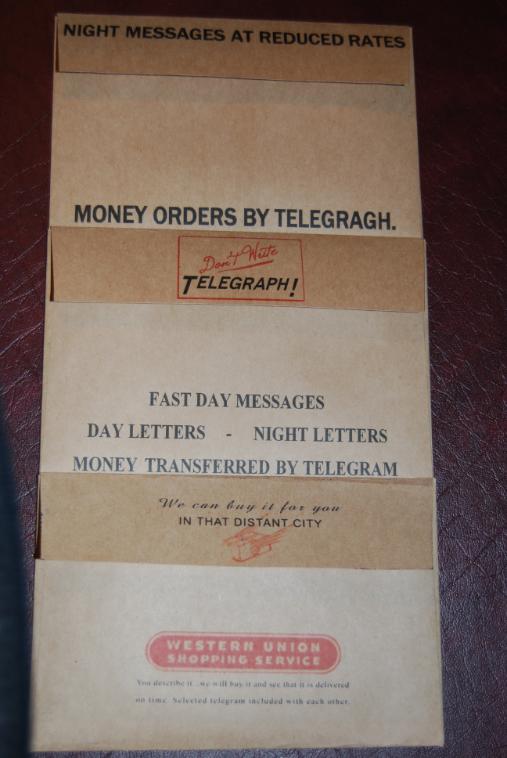 NIGHT MESSAGES AT REDUCED RATES
MONEY ORDERS BY TELEGRAGH.
Don't Write
TELEGRAPH!
FAST DAY MESSAGES
DAY LETTERS - NIGHT LETTERS
MONEY TRANSFERRED BY TELEGRAM
We can buy it for you
IN THAT DISTANT CITY
WESTERN UNION
SHOPPING SERVICE
You describe it...we will buy it and see that it is delivered
on time. Selected telegram included with each other.